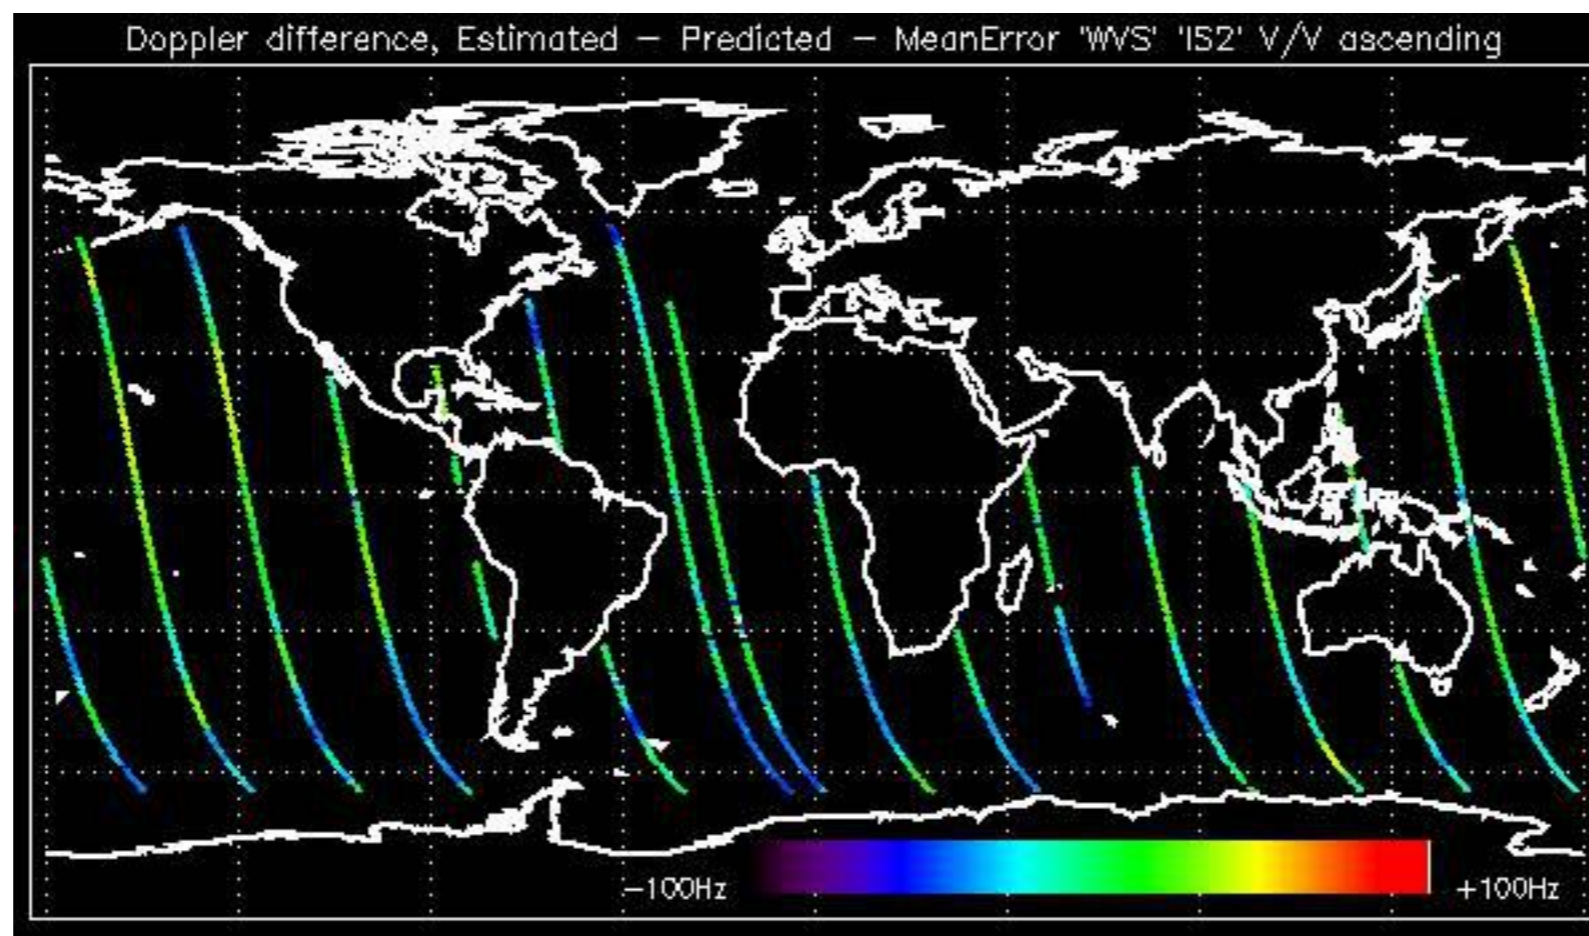 Doppler difference, Estimated − Predicted − MeanError 'WVS' 'IS2' V/V ascending
−100Hz +100Hz